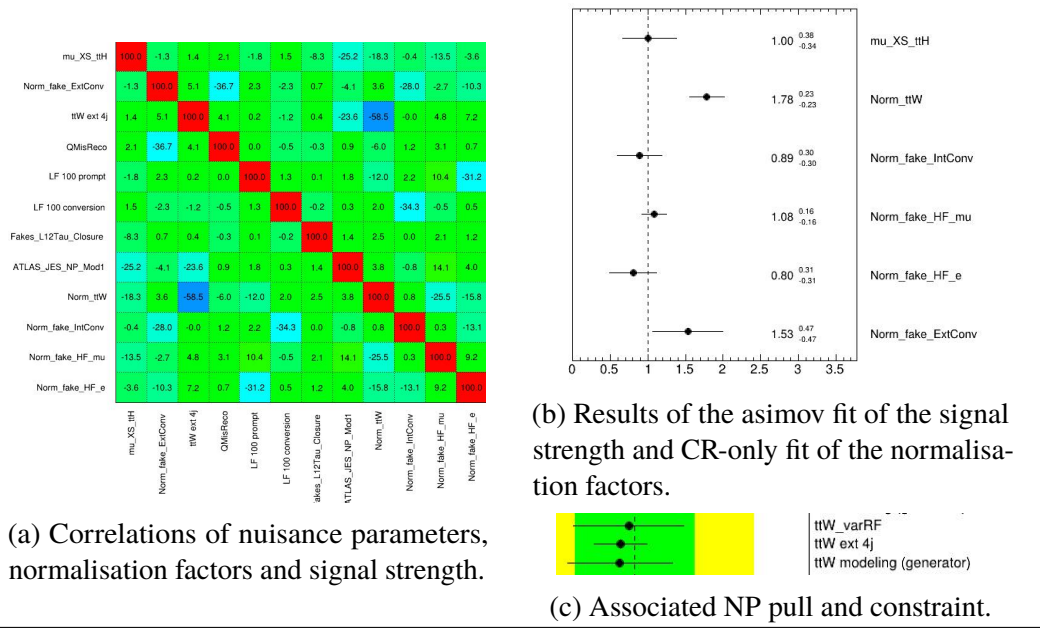 mu_XS_ttH 100.0 -1.3 1.4 2.1 -1.8 1.5 -8.3 -25.2 -18.3 -0.4 -13.5 -3.6
Norm_fake_ExtConv -1.3 100.0 5.1 -36.7 2.3 -2.3 0.7 -4.1 3.6 -28.0 -2.7 -10.3
ttW ext 4j 1.4 5.1 100.0 4.1 0.2 -1.2 0.4 -23.6 -58.5 -0.0 4.8 7.2
QMisReco 2.1 -36.7 4.1 100.0 0.0 -0.5 -0.3 0.9 -6.0 1.2 3.1 0.7
LF 100 prompt -1.8 2.3 0.2 0.0 100.0 1.3 0.1 1.8 -12.0 2.2 10.4 -31.2
LF 100 conversion 1.5 -2.3 -1.2 -0.5 1.3 100.0 -0.2 0.3 2.0 -34.3 -0.5 0.5
Fakes_L12Tau_Closure -8.3 0.7 0.4 -0.3 0.1 -0.2 100.0 1.4 2.5 0.0 2.1 1.2
ATLAS_JES_NP_Mod1 -25.2 -4.1 -23.6 0.9 1.8 0.3 1.4 100.0 3.8 -0.8 14.1 4.0
Norm_ttW -18.3 3.6 -58.5 -6.0 -12.0 2.0 2.5 3.8 100.0 0.8 -25.5 -15.8
Norm_fake_IntConv -0.4 -28.0 -0.0 1.2 2.2 -34.3 0.0 -0.8 0.8 100.0 0.3 -13.1
Norm_fake_HF_mu -13.5 -2.7 4.8 3.1 10.4 -0.5 2.1 14.1 -25.5 0.3 100.0 9.2
Norm_fake_HF_e -3.6 -10.3 7.2 0.7 -31.2 0.5 1.2 4.0 -15.8 -13.1 9.2 100.0
mu_XS_ttH
Norm_fake_ExtConv
ttW ext 4j
QMisReco
LF 100 prompt
LF 100 conversion
akes_L12Tau_Closure
ATLAS_JES_NP_Mod1
Norm_ttW
Norm_fake_IntConv
Norm_fake_HF_mu
Norm_fake_HF_e
(a) Correlations of nuisance parameters,
normalisation factors and signal strength.
1.00 0.38 -0.34 mu_XS_ttH
1.78 0.23 -0.23 Norm_ttW
0.89 0.30 -0.30 Norm_fake_IntConv
1.08 0.16 -0.16 Norm_fake_HF_mu
0.80 0.31 -0.31 Norm_fake_HF_e
1.53 0.47 -0.47 Norm_fake_ExtConv
0 0.5 1 1.5 2 2.5 3 3.5
(b) Results of the asimov fit of the signal
strength and CR-only fit of the normalisa-
tion factors.
ttW_varRF
ttW ext 4j
ttW modeling (generator)
(c) Associated NP pull and constraint.